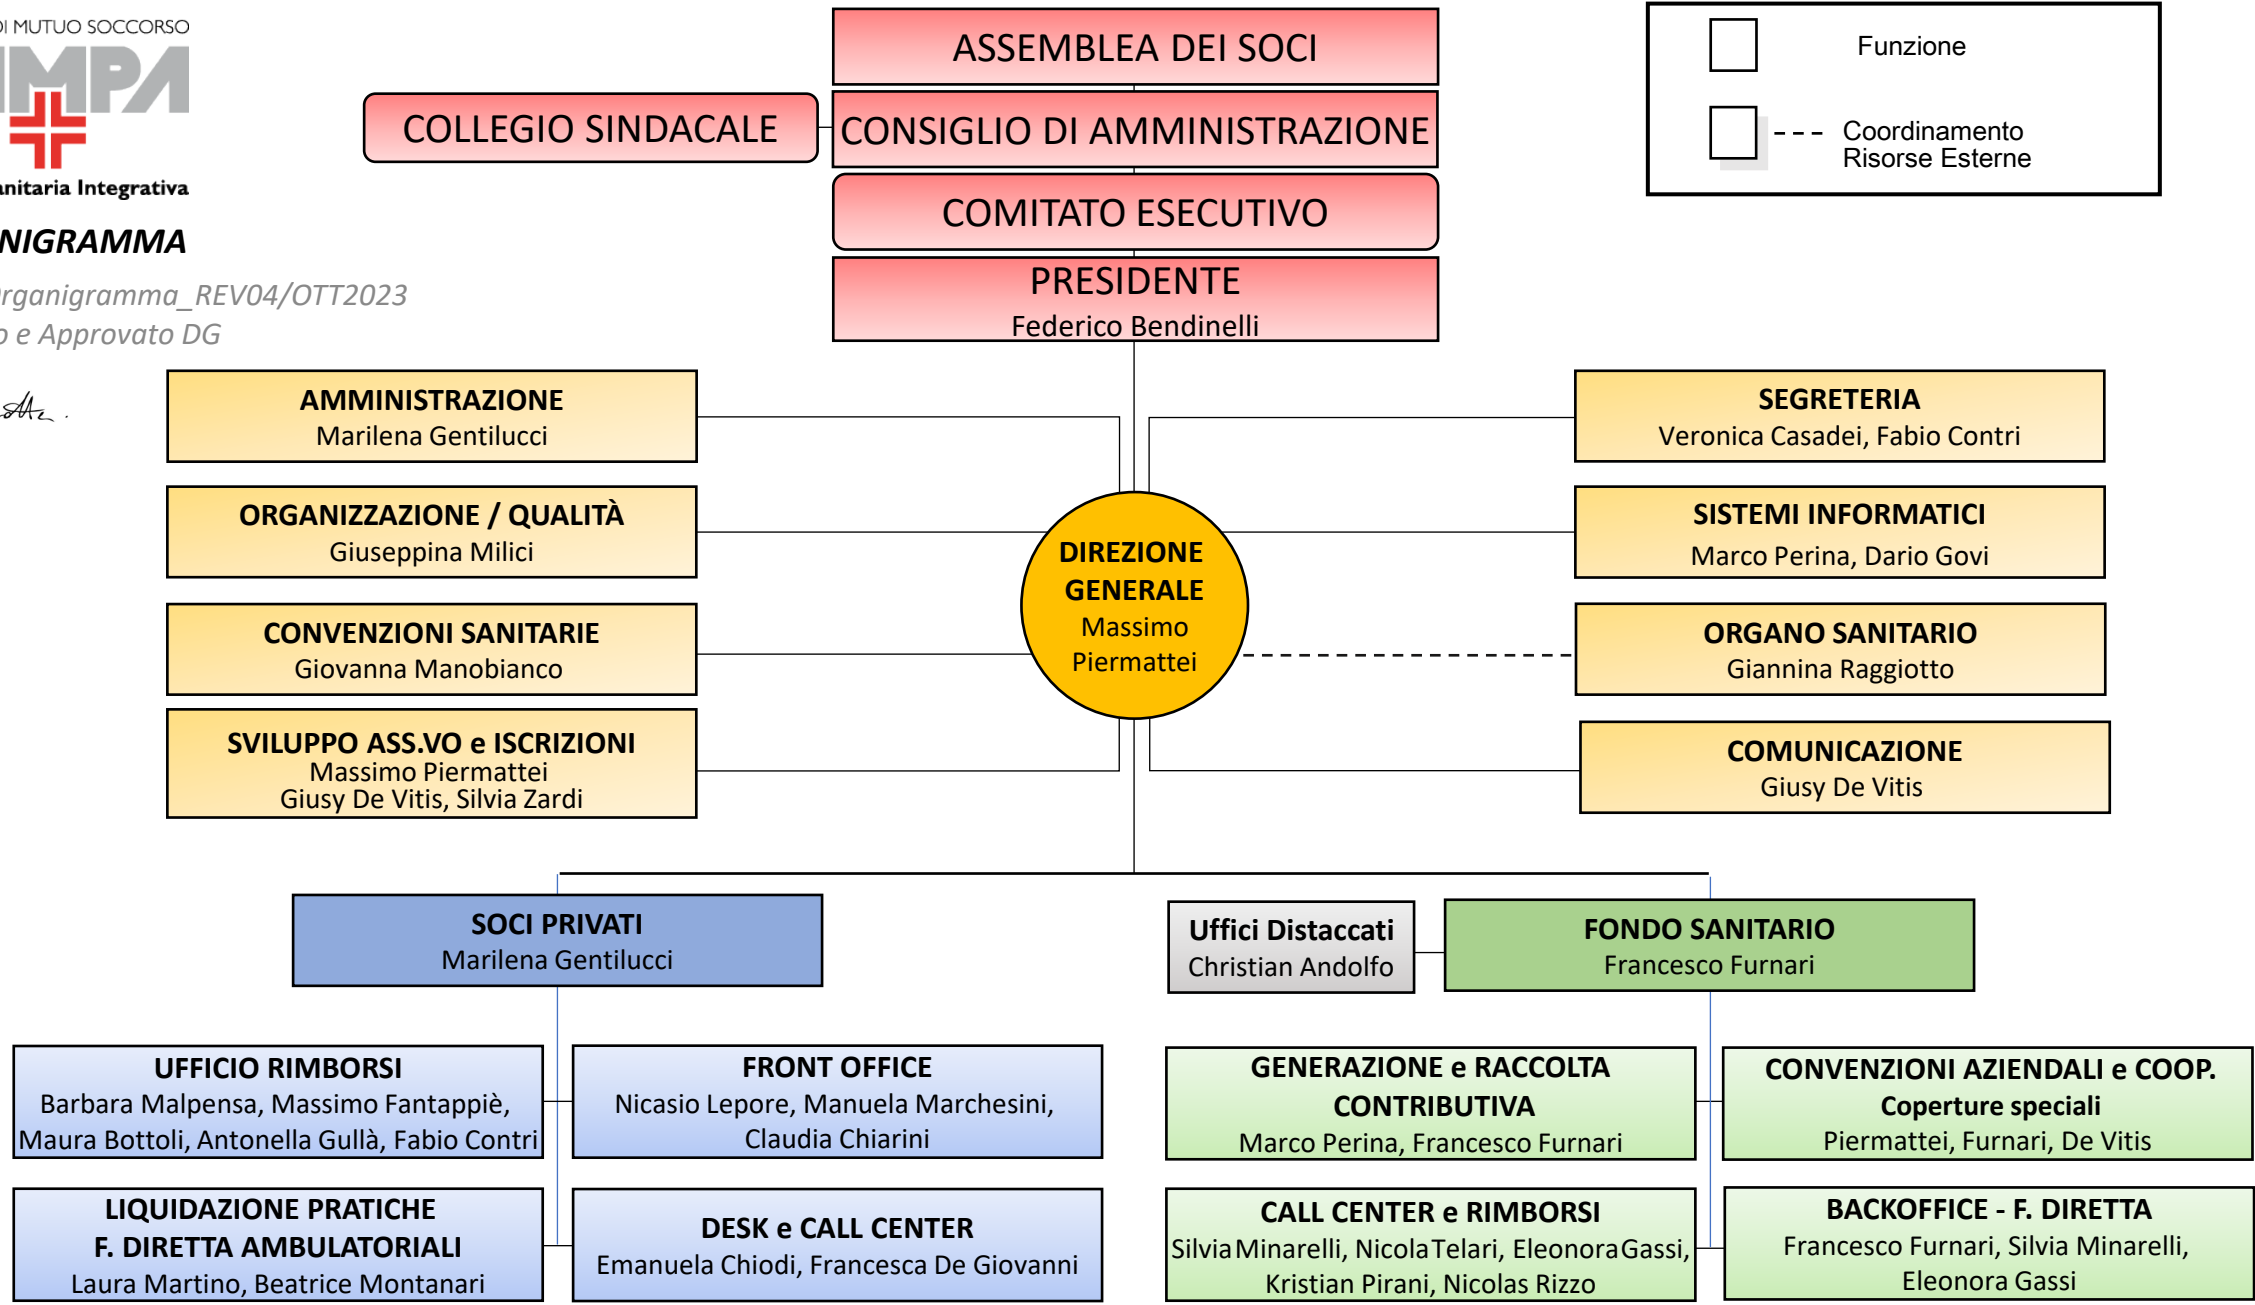 DI MUTUO SOCCORSO
MPA
anitaria Integrativa
NIGRAMMA
rganigramma_REV04/OTT2023
o e Approvato DG
ASSEMBLEA DEI SOCI
COLLEGIO SINDACALE
CONSIGLIO DI AMMINISTRAZIONE
COMITATO ESECUTIVO
PRESIDENTE
Federico Bendinelli
Funzione
Coordinamento
Risorse Esterne
AMMINISTRAZIONE
Marilena Gentilucci
SEGRETERIA
Veronica Casadei, Fabio Contri
ORGANIZZAZIONE / QUALITÀ
Giuseppina Milici
SISTEMI INFORMATICI
Marco Perina, Dario Govi
DIREZIONE
GENERALE
Massimo
Piermattei
CONVENZIONI SANITARIE
Giovanna Manobianco
ORGANO SANITARIO
Giannina Raggiotto
SVILUPPO ASS.VO e ISCRIZIONI
Massimo Piermattei
Giusy De Vitis, Silvia Zardi
COMUNICAZIONE
Giusy De Vitis
SOCI PRIVATI
Marilena Gentilucci
Uffici Distaccati
Christian Andolfo
FONDO SANITARIO
Francesco Furnari
UFFICIO RIMBORSI
Barbara Malpensa, Massimo Fantappiè,
Maura Bottoli, Antonella Gullà, Fabio Contri
FRONT OFFICE
Nicasio Lepore, Manuela Marchesini,
Claudia Chiarini
GENERAZIONE e RACCOLTA
CONTRIBUTIVA
Marco Perina, Francesco Furnari
CONVENZIONI AZIENDALI e COOP.
Coperture speciali
Piermattei, Furnari, De Vitis
LIQUIDAZIONE PRATICHE
F. DIRETTA AMBULATORIALI
Laura Martino, Beatrice Montanari
DESK e CALL CENTER
Emanuela Chiodi, Francesca De Giovanni
CALL CENTER e RIMBORSI
Silvia Minarelli, Nicola Telari, Eleonora Gassi,
Kristian Pirani, Nicolas Rizzo
BACKOFFICE - F. DIRETTA
Francesco Furnari, Silvia Minarelli,
Eleonora Gassi